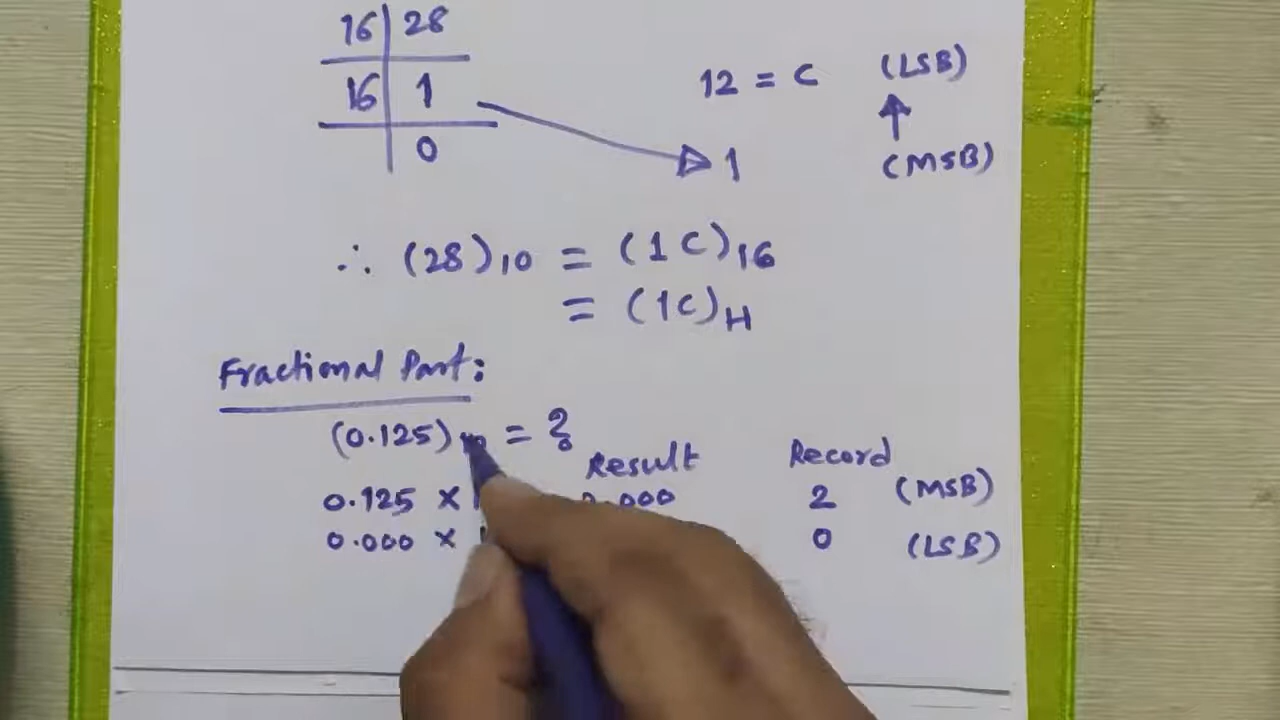 16 28
16 1 12 = C (LSB)
0 1 (MSB)
∴ (28)10 = (1C)16
= (1C)H
Fractional Part:
(0.125) = ?
Result Record
0.125 × .000 2 (MSB)
0.000 × 0 (LSB)